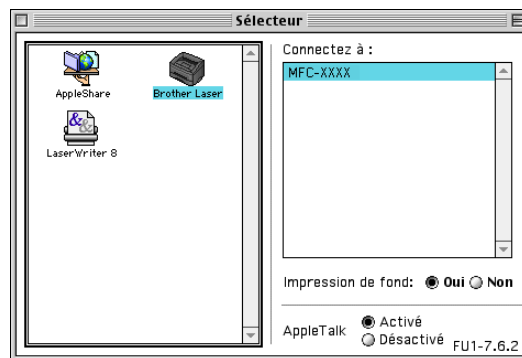 Sélecteur
AppleShare
Brother Laser
LaserWriter 8
Connectez à :
MFC-XXXX
Impression de fond: Oui Non
AppleTalk
Activé
Désactivé
FU1-7.6.2